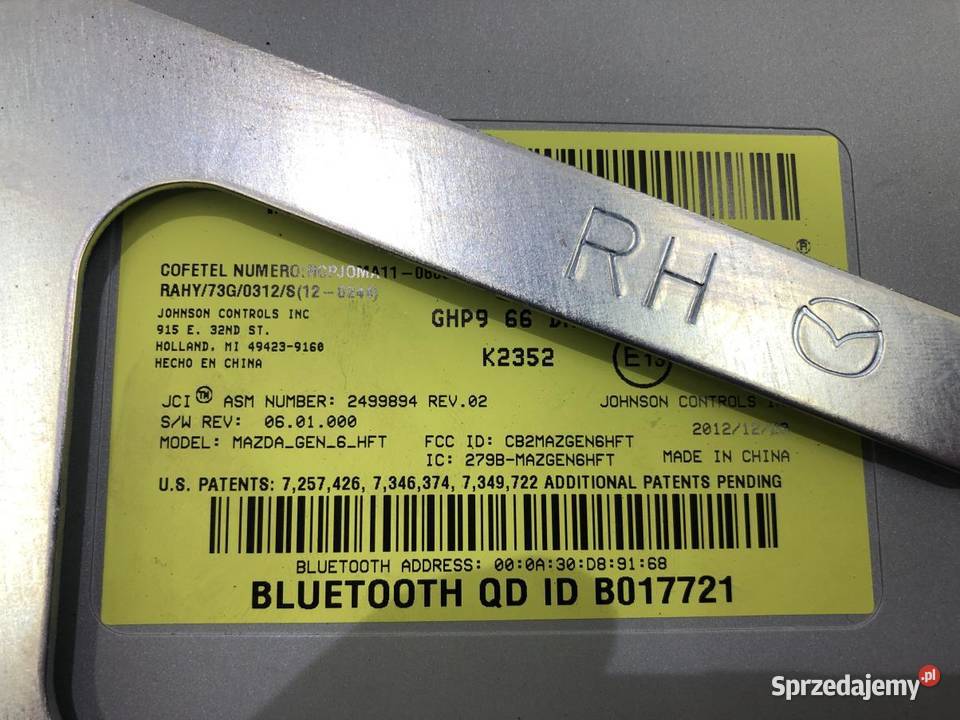 RH
®
COFETEL NUMERO:
RAHY/73G/0312/S(12-
JOHNSON CONTROLS INC
915 E. 32ND ST.
HOLLAND, MI 49423-9160
HECHO EN CHINA
GHP9 66
K2352
JCI™ ASM NUMBER: 2499894 REV.02
JOHNSON CONTROLS
S/W REV: 06.01.000
2012/12/
MODEL: MAZDA_GEN_6_HFT
FCC ID: CB2MAZGEN6HFT
IC: 279B-MAZGEN6HFT
MADE IN CHINA
U.S. PATENTS: 7,257,426, 7,346,374, 7,349,722 ADDITIONAL PATENTS PENDING
BLUETOOTH ADDRESS: 00:0A:30:D8:91:68
BLUETOOTH QD ID B017721
Sprzedajemy.pl